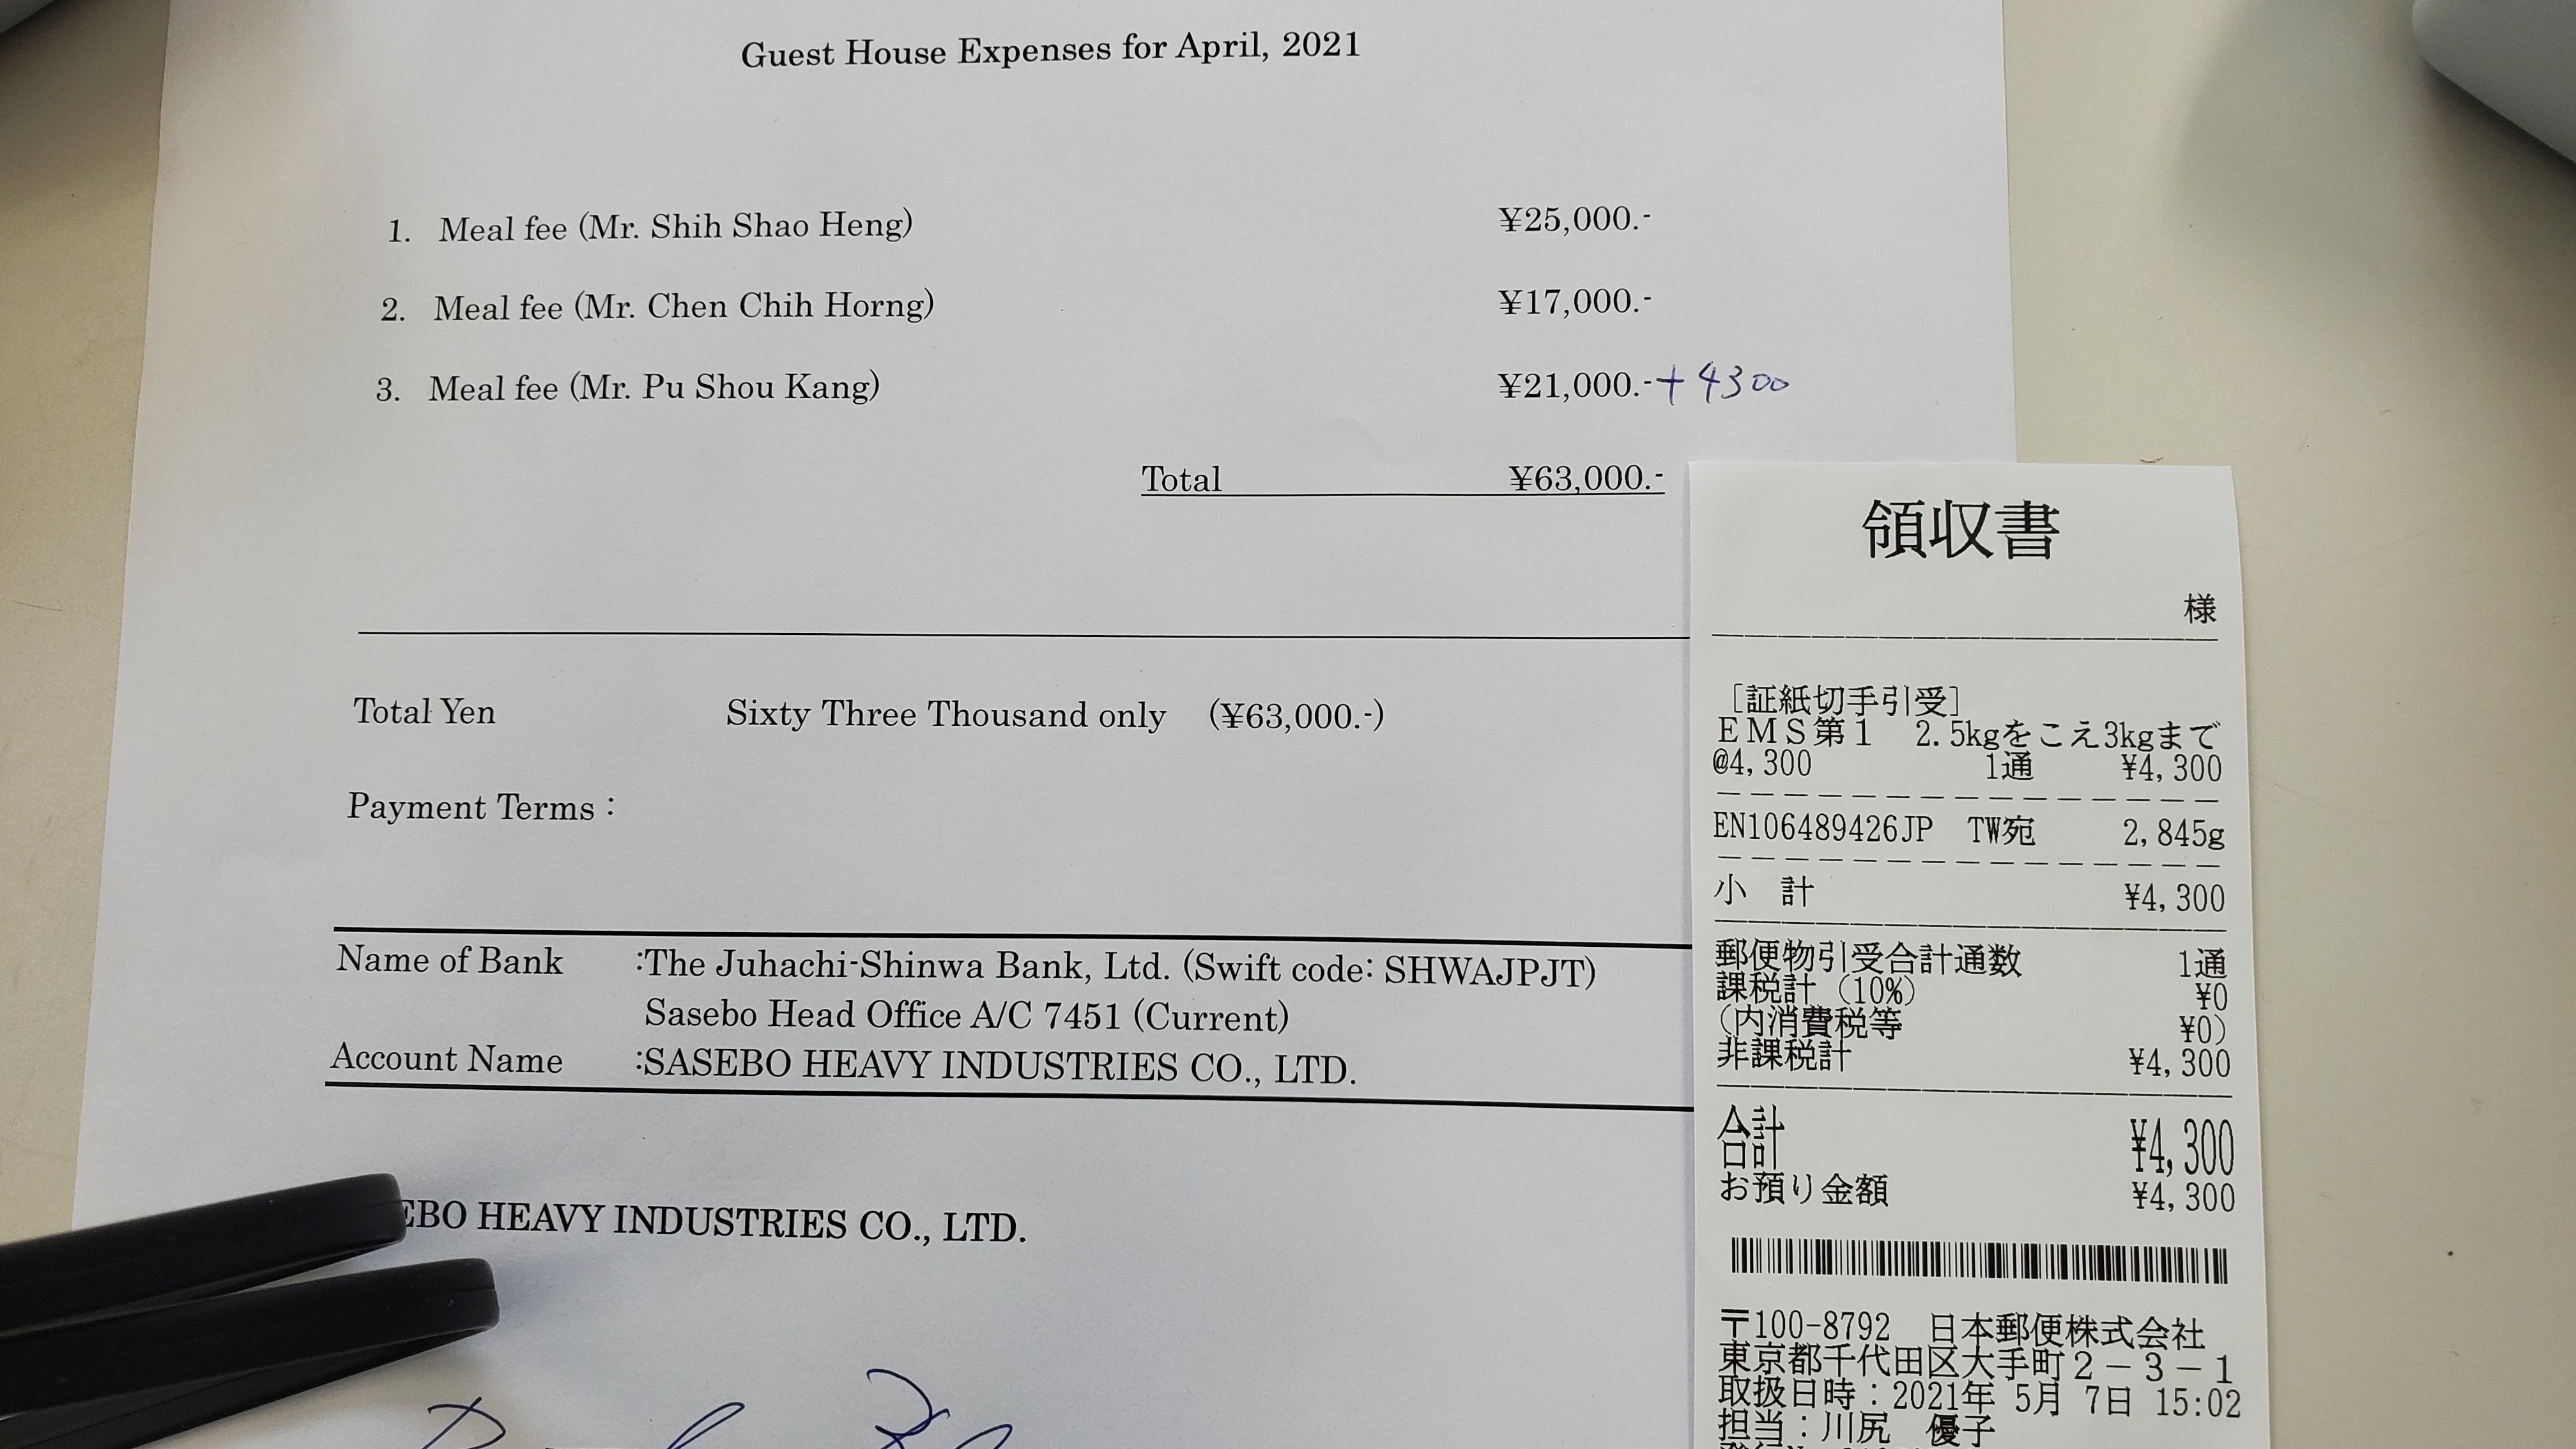 Guest House Expenses for April, 2021
1. Meal fee (Mr. Shih Shao Heng) ¥25,000.-
2. Meal fee (Mr. Chen Chih Horng) ¥17,000.-
3. Meal fee (Mr. Pu Shou Kang) ¥21,000.- + 4300
Total ¥63,000.-
Total Yen Sixty Three Thousand only (¥63,000.-)
Payment Terms :
Name of Bank :The Juhachi-Shinwa Bank, Ltd. (Swift code: SHWAJPJT)
Sasebo Head Office A/C 7451 (Current)
Account Name :SASEBO HEAVY INDUSTRIES CO., LTD.
EBO HEAVY INDUSTRIES CO., LTD.
領収書
様
[証紙切手引受]
EMS第1 2.5kgをこえ3kgまで
@4,300 1通 ¥4,300
EN106489426JP TW宛 2,845g
小 計 ¥4,300
郵便物引受合計通数 1通
課税計(10%) ¥0
(内消費税等 ¥0)
非課税計 ¥4,300
合計 ¥4,300
お預り金額 ¥4,300
〒100-8792 日本郵便株式会社
東京都千代田区大手町2-3-1
取扱日時:2021年 5月 7日 15:02
担当:川尻 優子